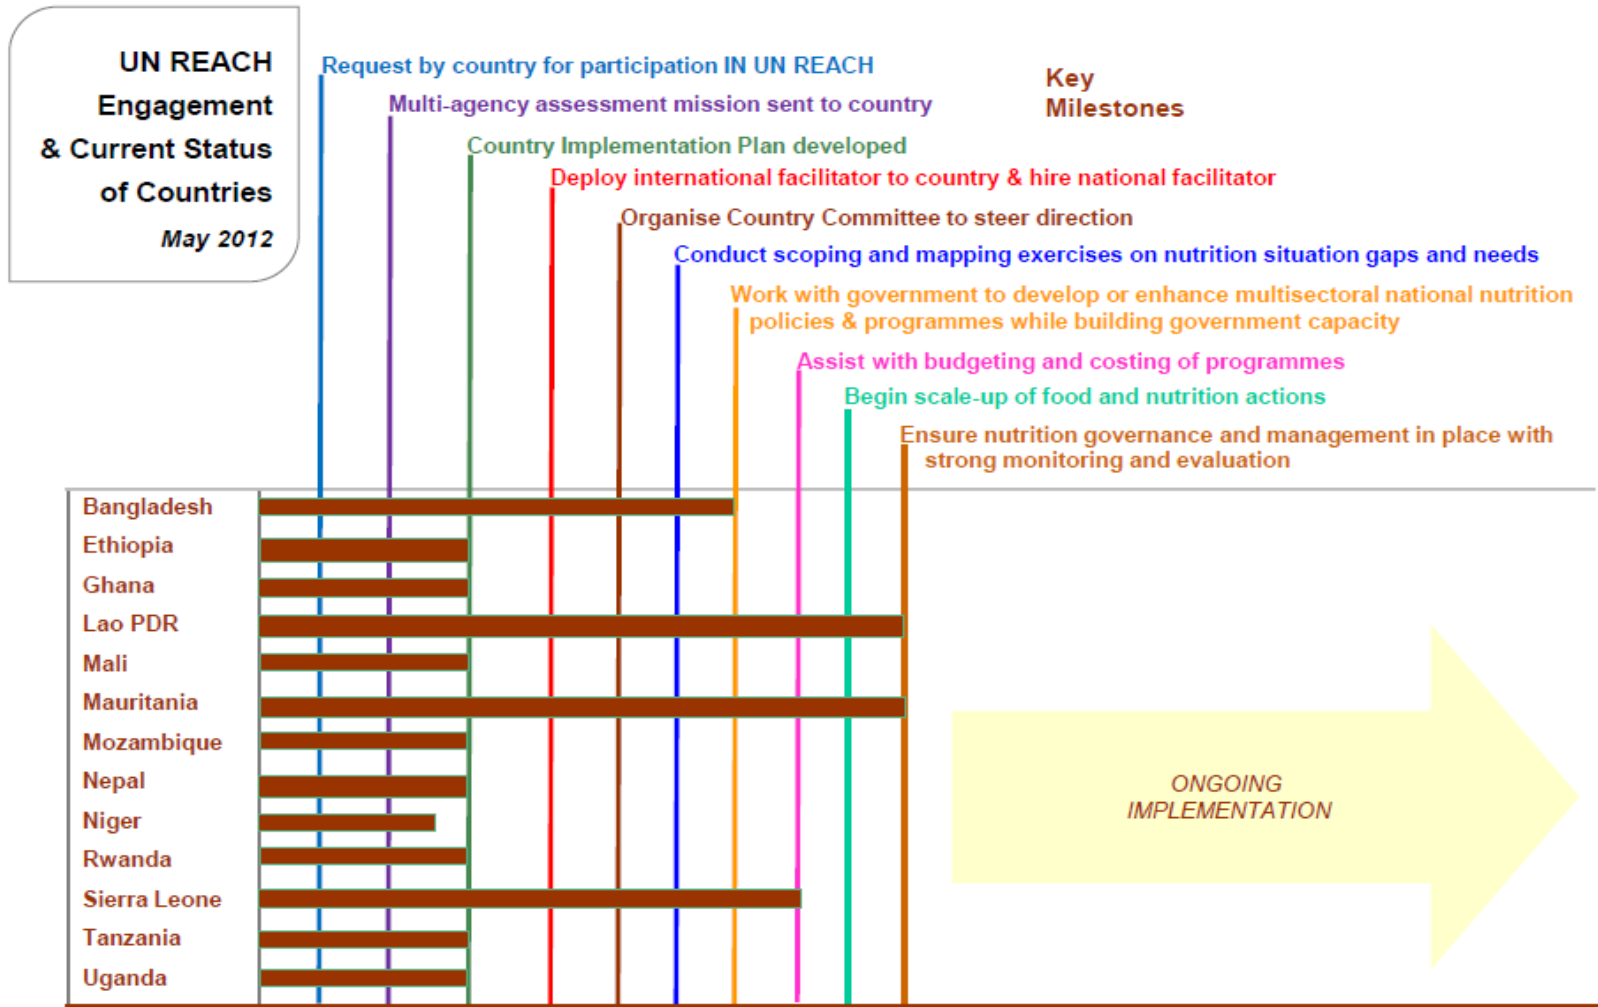 UN REACH
Engagement
& Current Status
of Countries
May 2012
Request by country for participation IN UN REACH
Multi-agency assessment mission sent to country
Key
Milestones
Country Implementation Plan developed
Deploy international facilitator to country & hire national facilitator
Organise Country Committee to steer direction
Conduct scoping and mapping exercises on nutrition situation gaps and needs
Work with government to develop or enhance multisectoral national nutrition
policies & programmes while building government capacity
Assist with budgeting and costing of programmes
Begin scale-up of food and nutrition actions
Ensure nutrition governance and management in place with
strong monitoring and evaluation
Bangladesh
Ethiopia
Ghana
Lao PDR
Mali
Mauritania
Mozambique
Nepal
Niger
Rwanda
Sierra Leone
Tanzania
Uganda
ONGOING
IMPLEMENTATION